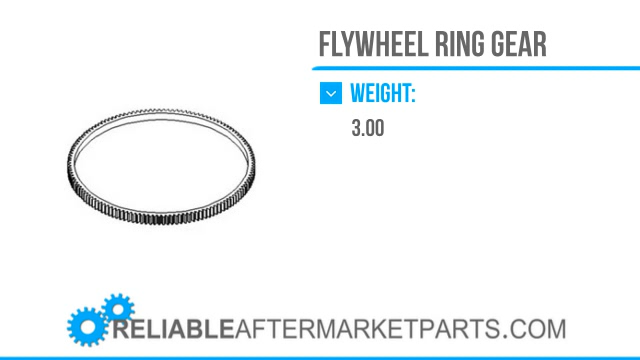 FLYWHEEL RING GEAR
WEIGHT:
3.00
RELIABLEAFTERMARKETPARTS.COM